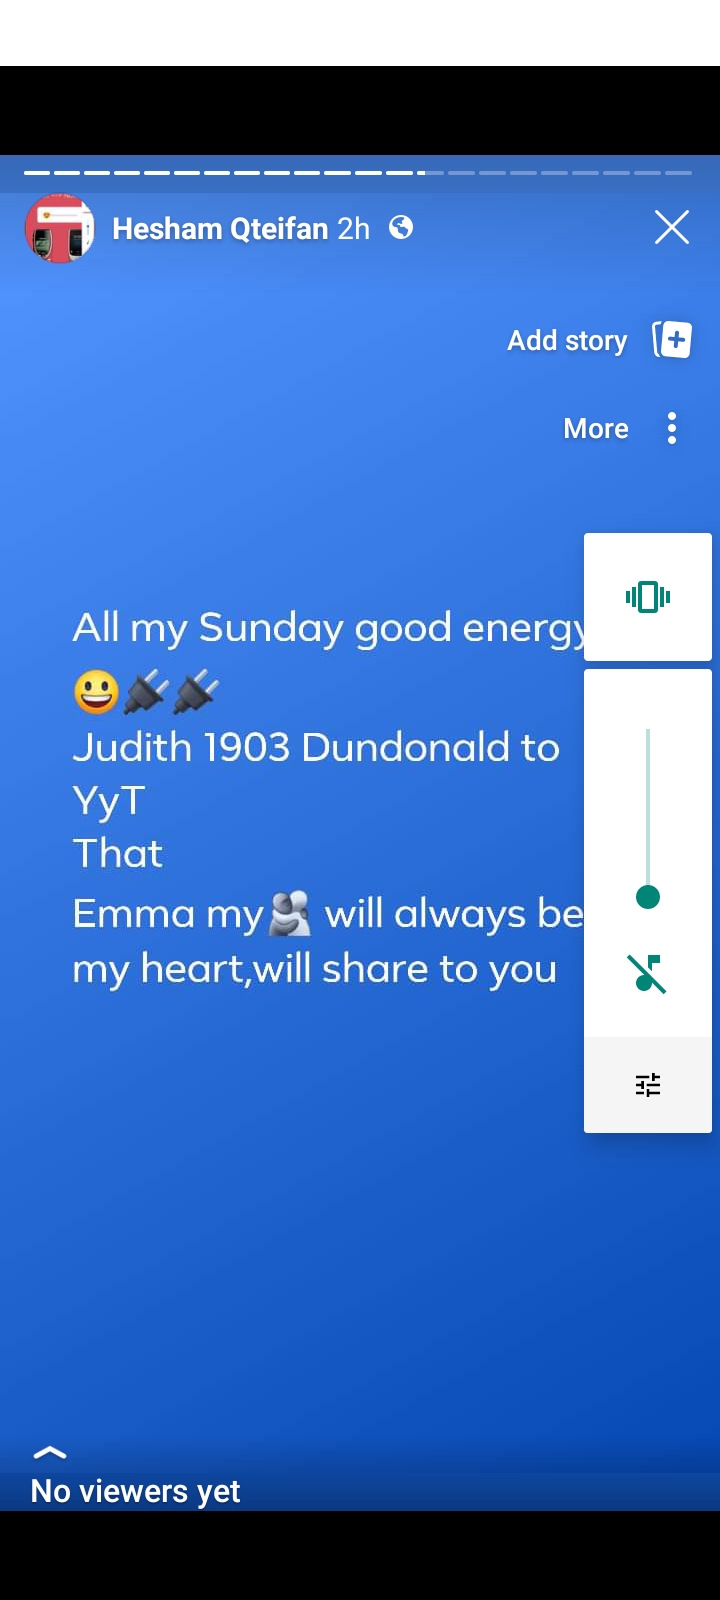 Hesham Qteifan 2h
Add story
More
All my Sunday good energy
😃🔌🔌
Judith 1903 Dundonald to
YyT
That
Emma my🫂 will always be
my heart,will share to you
No viewers yet